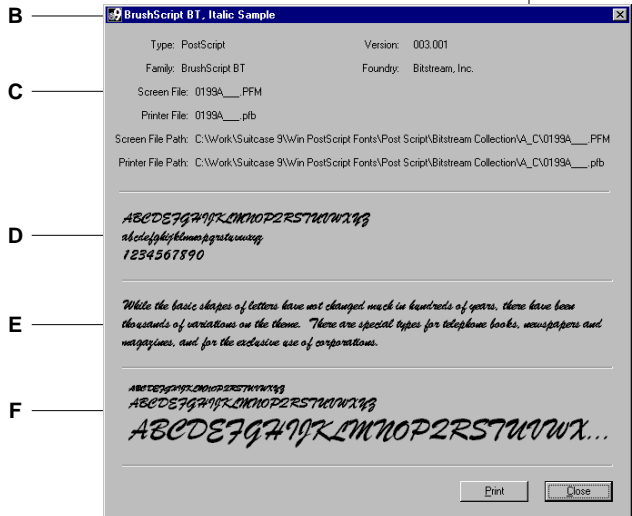 B
BrushScript BT, Italic Sample
Type: PostScript Version: 003.001
Family: BrushScript BT Foundry: Bitstream, Inc.
C
Screen File: 0199A___.PFM
Printer File: 0199A___.pfb
Screen File Path: C:\Work\Suitcase 9\Win PostScript Fonts\Post Script\Bitstream Collection\A_C\0199A___.PFM
Printer File Path: C:\Work\Suitcase 9\Win PostScript Fonts\Post Script\Bitstream Collection\A_C\0199A___.pfb
ABCDEFGHIJKLMNOPQRSTUVWXYZ
D
abcdefghijklmnopqrstuvwxyz
1234567890
While the basic shapes of letters have not changed much in hundreds of years, there have been
E
thousands of variations on the theme. There are special types for telephone books, newspapers and
magazines, and for the exclusive use of corporations.
ABCDEFGHIJKLMNOPQRSTUVWXYZ
ABCDEFGHIJKLMNOPQRSTUVWXYZ
F
ABCDEFGHIJKLMNOPQRSTUVWX...
Print Close